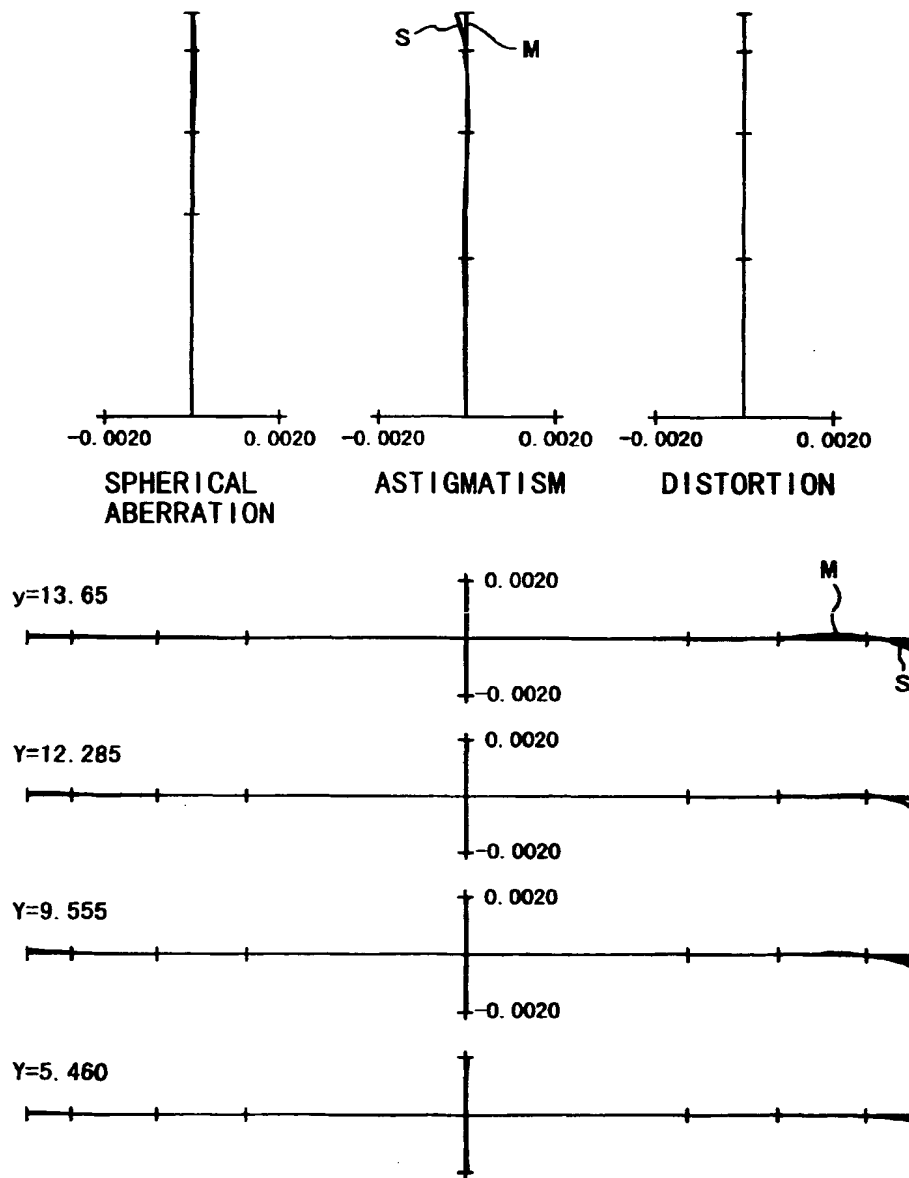 S M
-0.0020 0.0020 -0.0020 0.0020 -0.0020 0.0020
SPHERICAL ABERRATION
ASTIGMATISM
DISTORTION
y=13.65
0.0020
-0.0020
M
S
Y=12.285
0.0020
-0.0020
Y=9.555
0.0020
-0.0020
Y=5.460